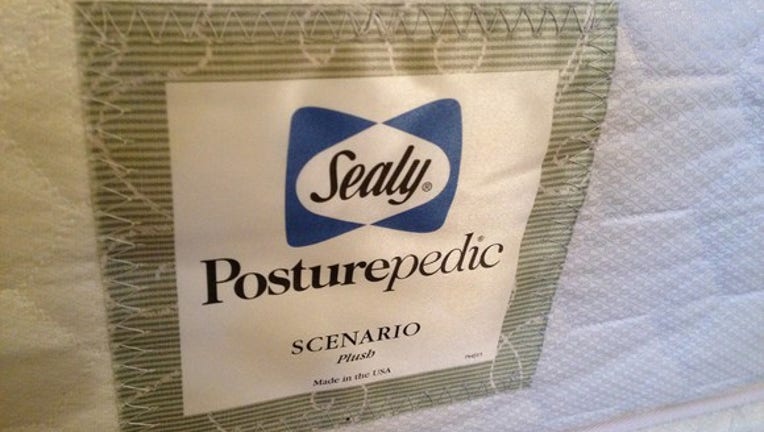 Sealy®
Posturepedic®
SCENARIO
Plush
Made in the USA